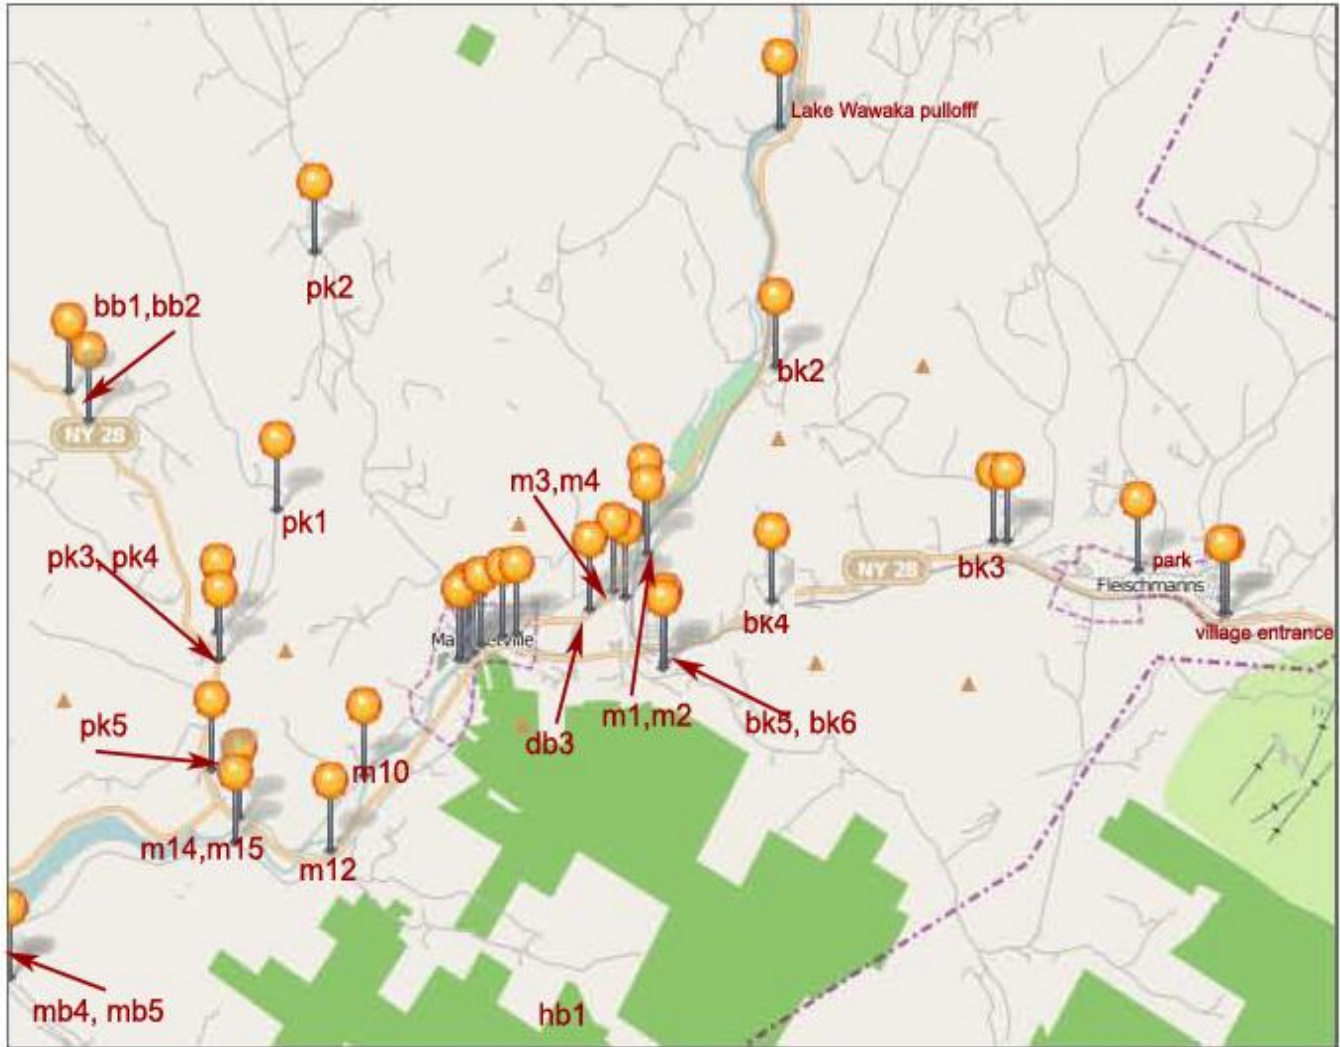 Lake Wawaka pullofff
pk2
bb1,bb2
bk2
NY 28
m3,m4
pk1
pk3, pk4
NY 28
bk3
park
Fleischmanns
bk4
village entrance
m1,m2
bk5, bk6
pk5
db3
m10
m14,m15
m12
mb4, mb5
hb1